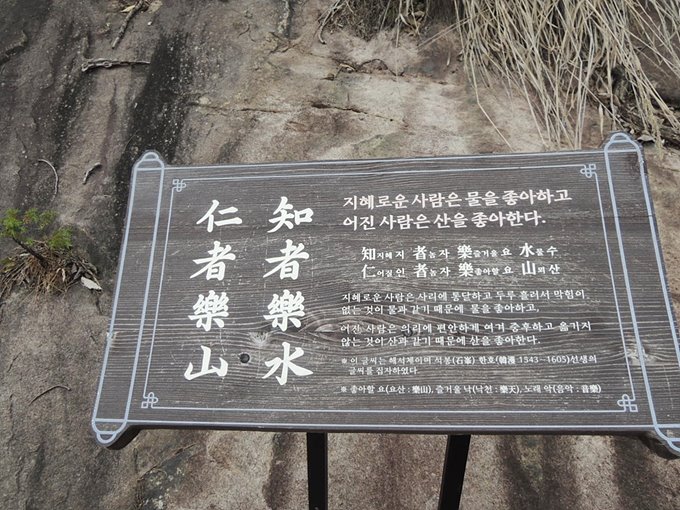 知者樂水
仁者樂山
지혜로운 사람은 물을 좋아하고
어진 사람은 산을 좋아한다.
知지혜 지 者놈 자 樂즐거울 요 水물 수
仁어질 인 者놈 자 樂좋아할 요 山뫼 산
지혜로운 사람은 사리에 통달하고 두루 흘러서 막힘이
없는 것이 물과 같기 때문에 물을 좋아하고,
어진 사람은 의리에 편안하게 여겨 중후하고 옮기지
않는 것이 산과 같기 때문에 산을 좋아한다.
※ 이 글씨는 해서체이며 석봉(石峯) 한호(韓濩 1543~1605)선생의
글씨를 집자하였다.
※ 좋아할 요(요산 : 樂山), 즐거울 낙(낙천 : 樂天), 노래 악(음악 : 音樂)